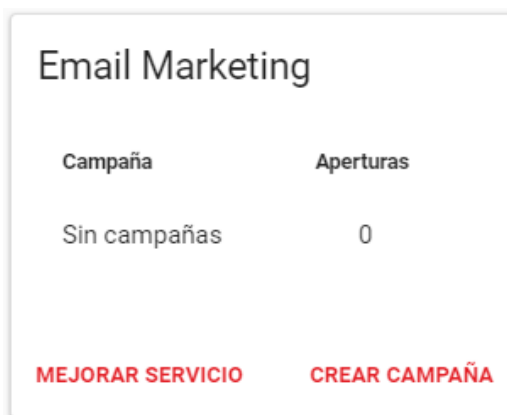 Email Marketing
Campaña Aperturas
Sin campañas 0
MEJORAR SERVICIO CREAR CAMPAÑA